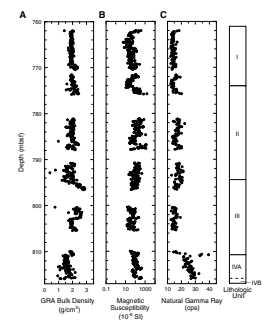 A B C
760
770
780
790
800
810
Depth (mbsf)
0 1 2 3
GRA Bulk Density
(g/cm³)
0.1 10 1000
Magnetic
Susceptibility
(10⁻⁶ SI)
10 20 30 40
Natural Gamma Ray
(cps)
I
II
III
IVA
IVB
Lithologic
Unit